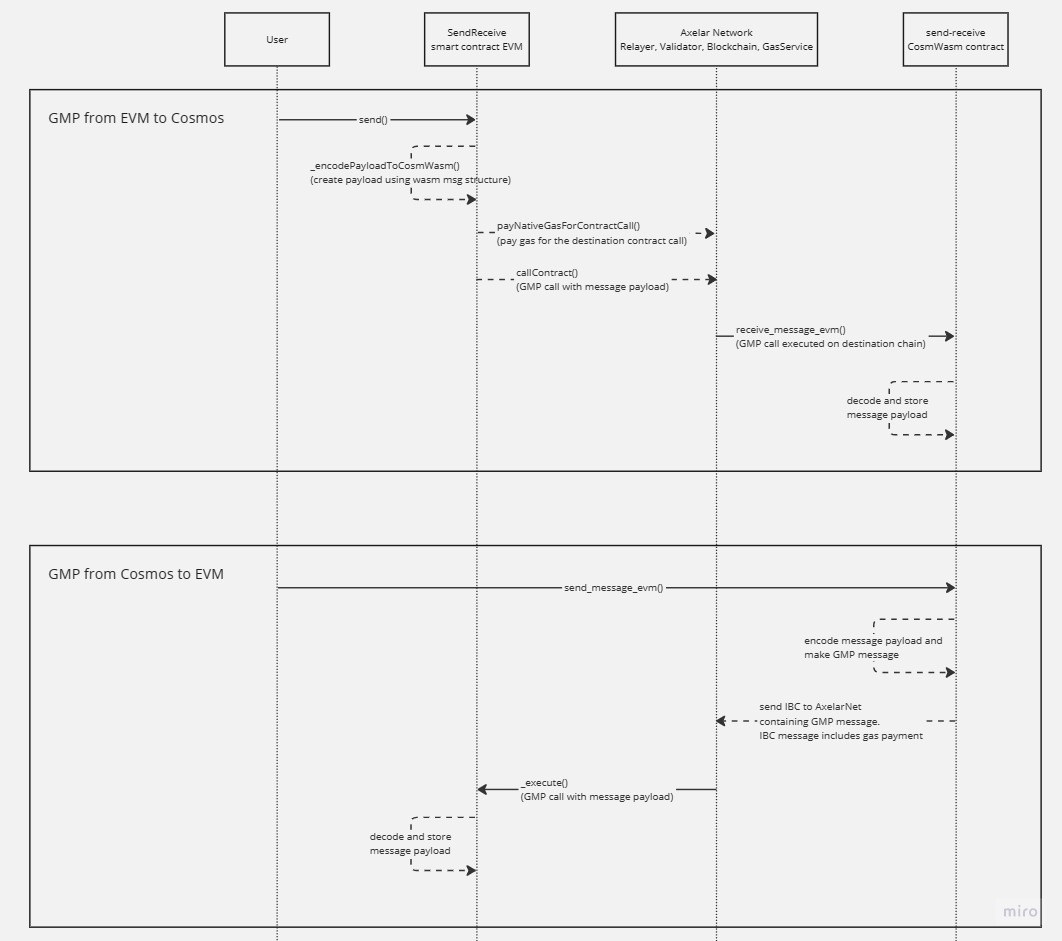 User
SendReceive
smart contract EVM
Axelar Network
Relayer, Validator, Blockchain, GasService
send-receive
CosmWasm contract
GMP from EVM to Cosmos
send()
_encodePayloadToCosmWasm()
(create payload using wasm msg structure)
payNativeGasForContractCall()
(pay gas for the destination contract call)
callContract()
(GMP call with message payload)
receive_message_evm()
(GMP call executed on destination chain)
decode and store
message payload
GMP from Cosmos to EVM
send_message_evm()
encode message payload and
make GMP message
send IBC to AxelarNet
containing GMP message.
IBC message includes gas payment
_execute()
(GMP call with message payload)
decode and store
message payload
miro